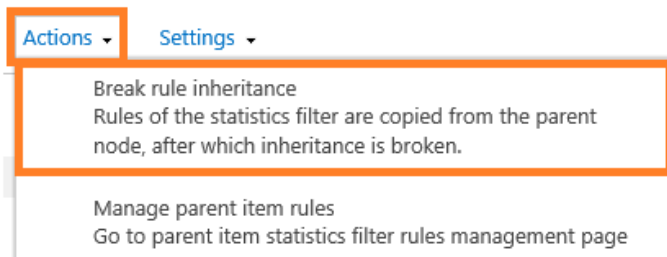 Actions Settings
Break rule inheritance
Rules of the statistics filter are copied from the parent
node, after which inheritance is broken.
Manage parent item rules
Go to parent item statistics filter rules management page